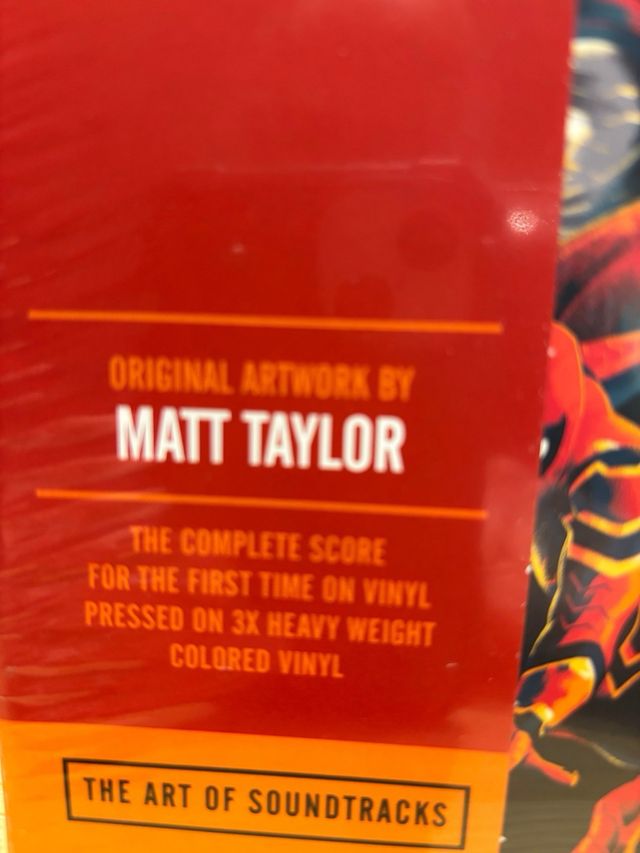 ORIGINAL ARTWORK BY
MATT TAYLOR
THE COMPLETE SCORE
FOR THE FIRST TIME ON VINYL
PRESSED ON 3X HEAVY WEIGHT
COLORED VINYL
THE ART OF SOUNDTRACKS